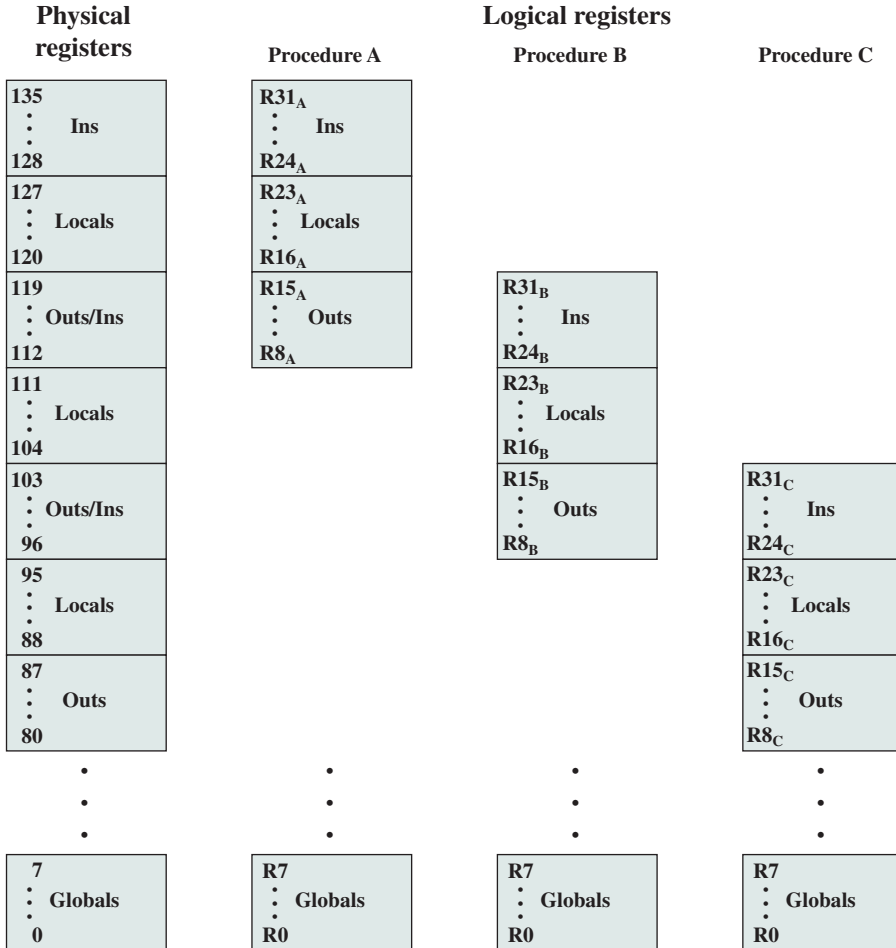 Physical registers
Logical registers
Procedure A
Procedure B
Procedure C
135
Ins
128
127
Locals
120
119
Outs/Ins
112
111
Locals
104
103
Outs/Ins
96
95
Locals
88
87
Outs
80
7
Globals
0
R31A
Ins
R24A
R23A
Locals
R16A
R15A
Outs
R8A
R7
Globals
R0
R31B
Ins
R24B
R23B
Locals
R16B
R15B
Outs
R8B
R7
Globals
R0
R31C
Ins
R24C
R23C
Locals
R16C
R15C
Outs
R8C
R7
Globals
R0